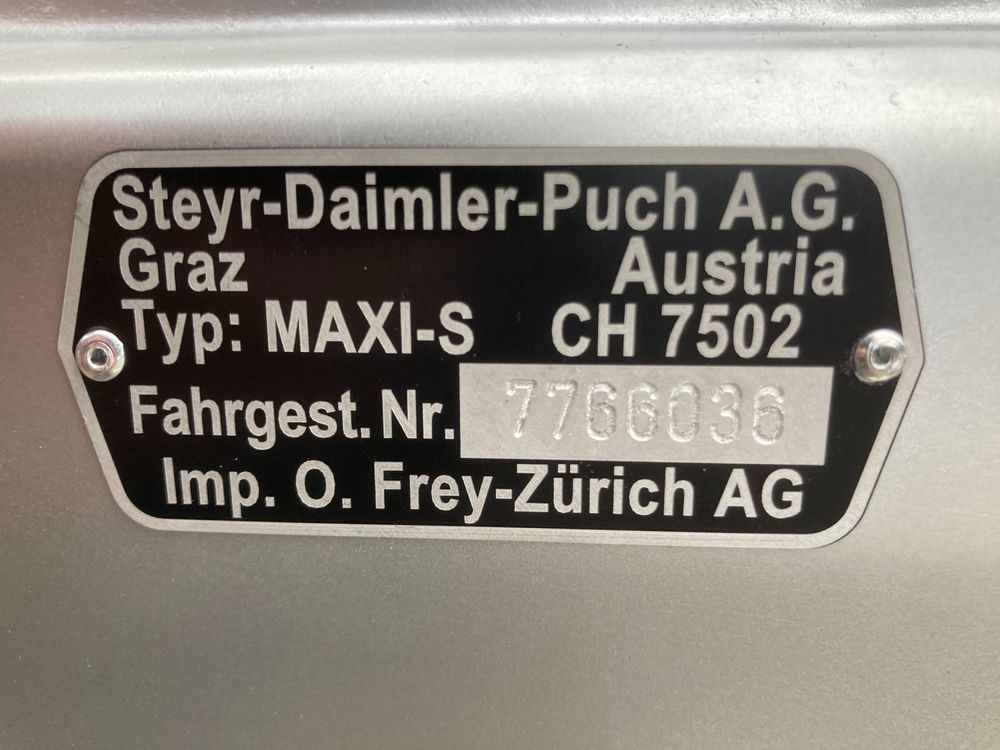 Steyr-Daimler-Puch A.G.
Graz Austria
Typ: MAXI-S CH 7502
Fahrgest. Nr. 7766036
Imp. O. Frey-Zürich AG